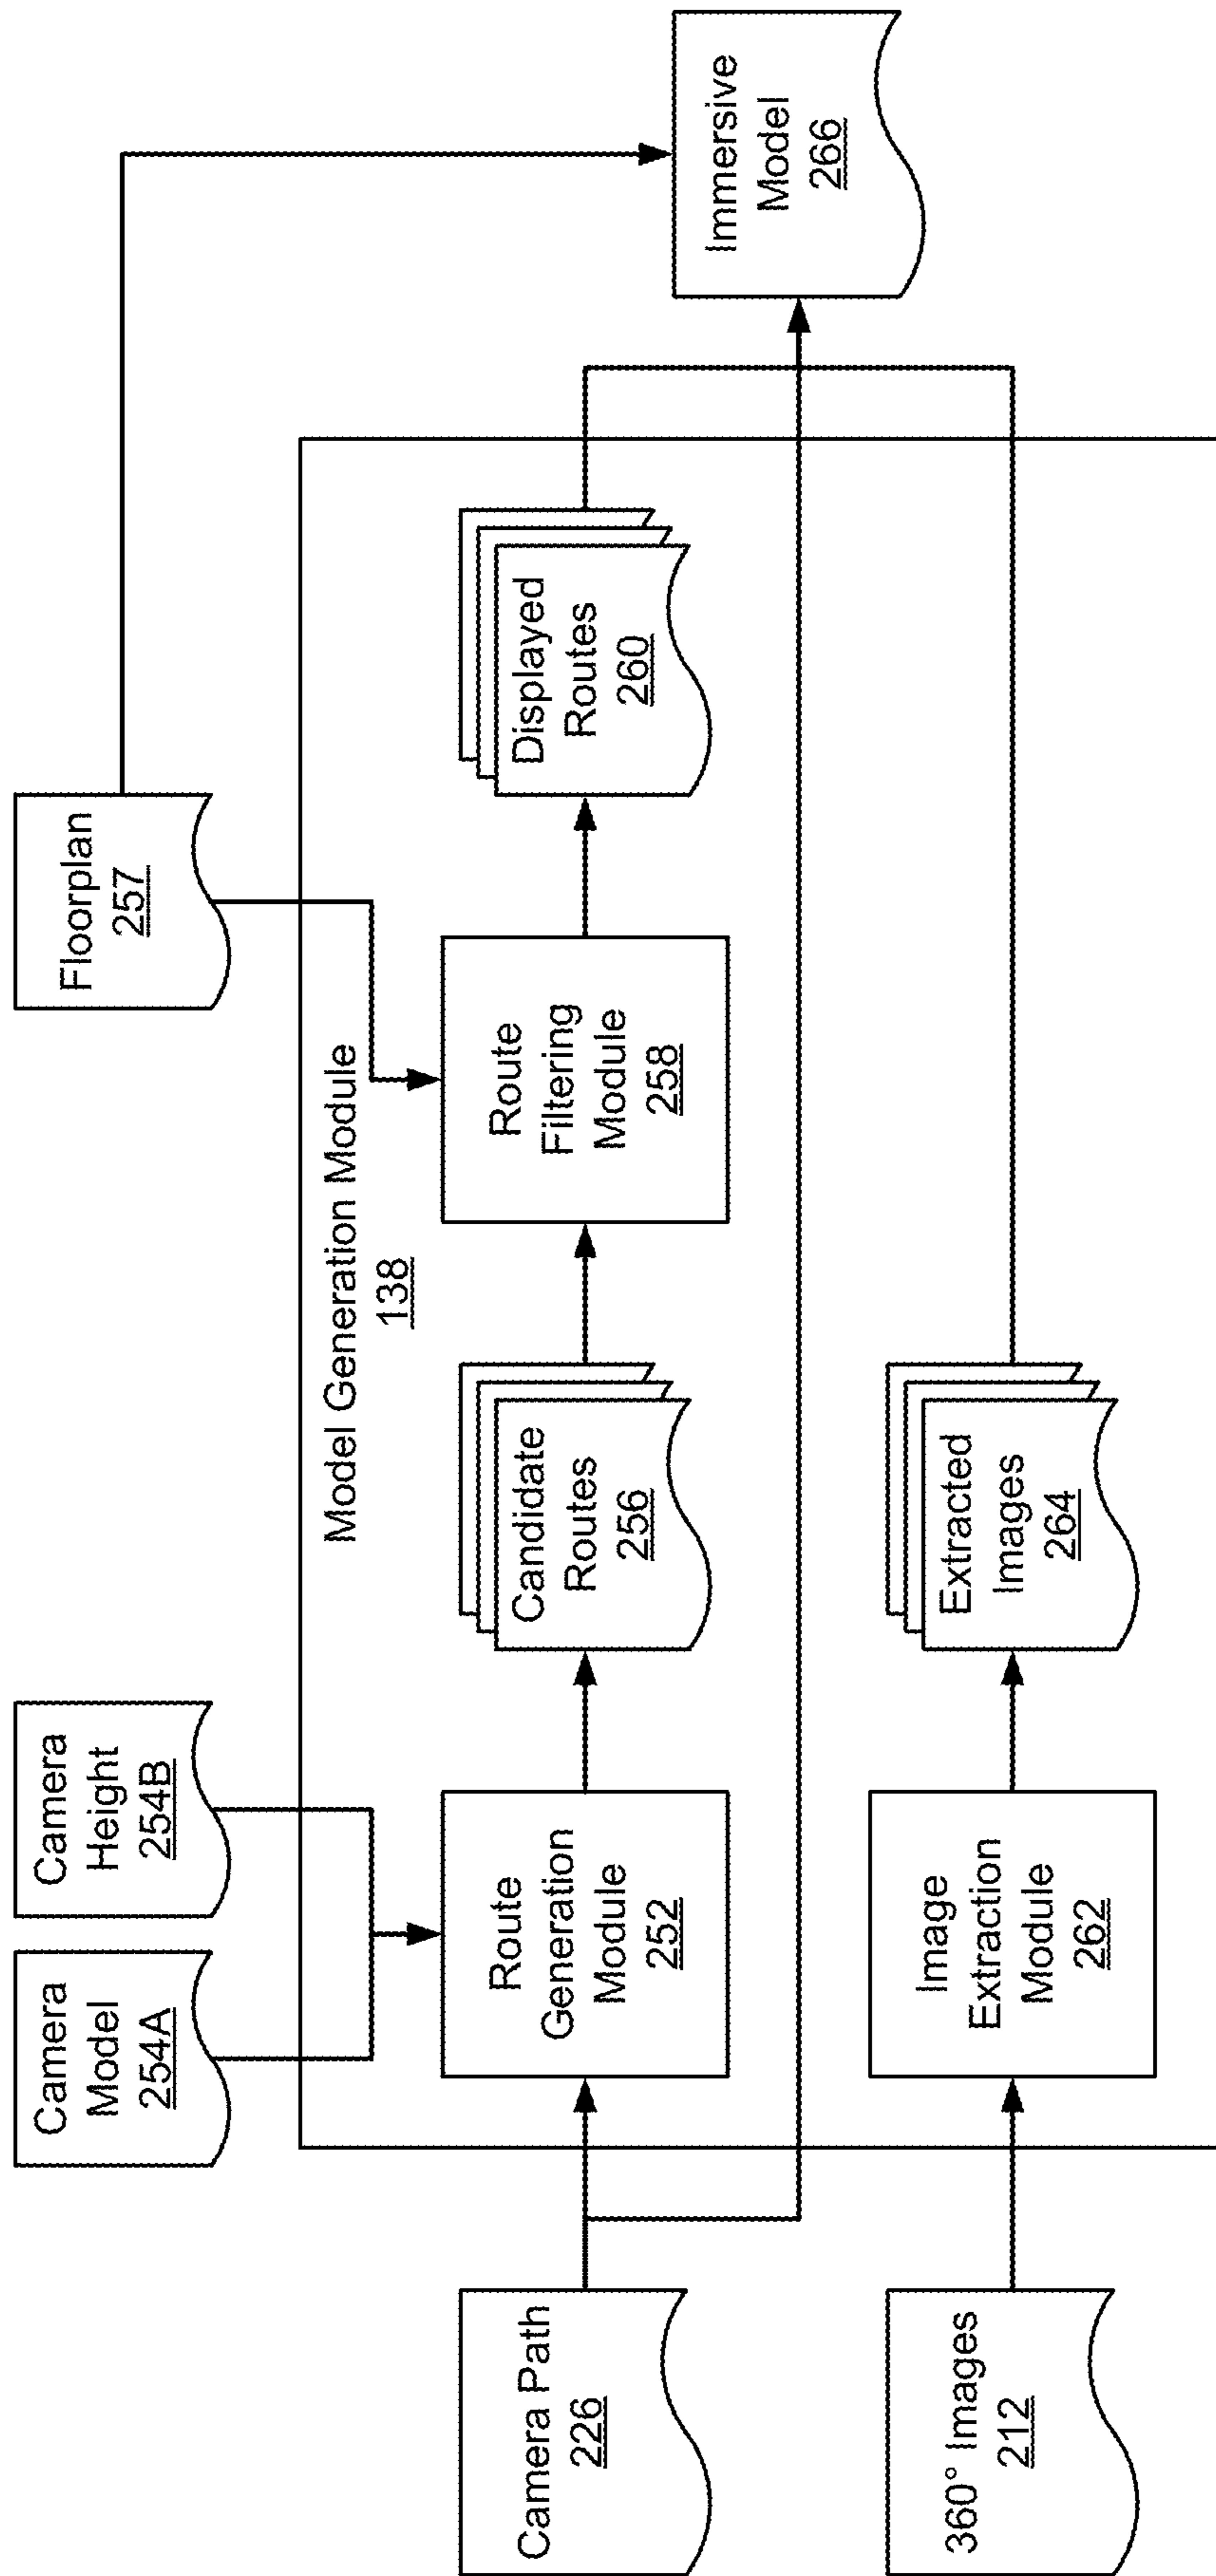 Camera
Model
254A
Camera
Height
254B
Floorplan
257
Model Generation Module
138
Camera Path
226
Route
Generation
Module
252
Candidate
Routes
256
Route
Filtering
Module
258
Displayed
Routes
260
Immersive
Model
266
360° Images
212
Image
Extraction
Module
262
Extracted
Images
264